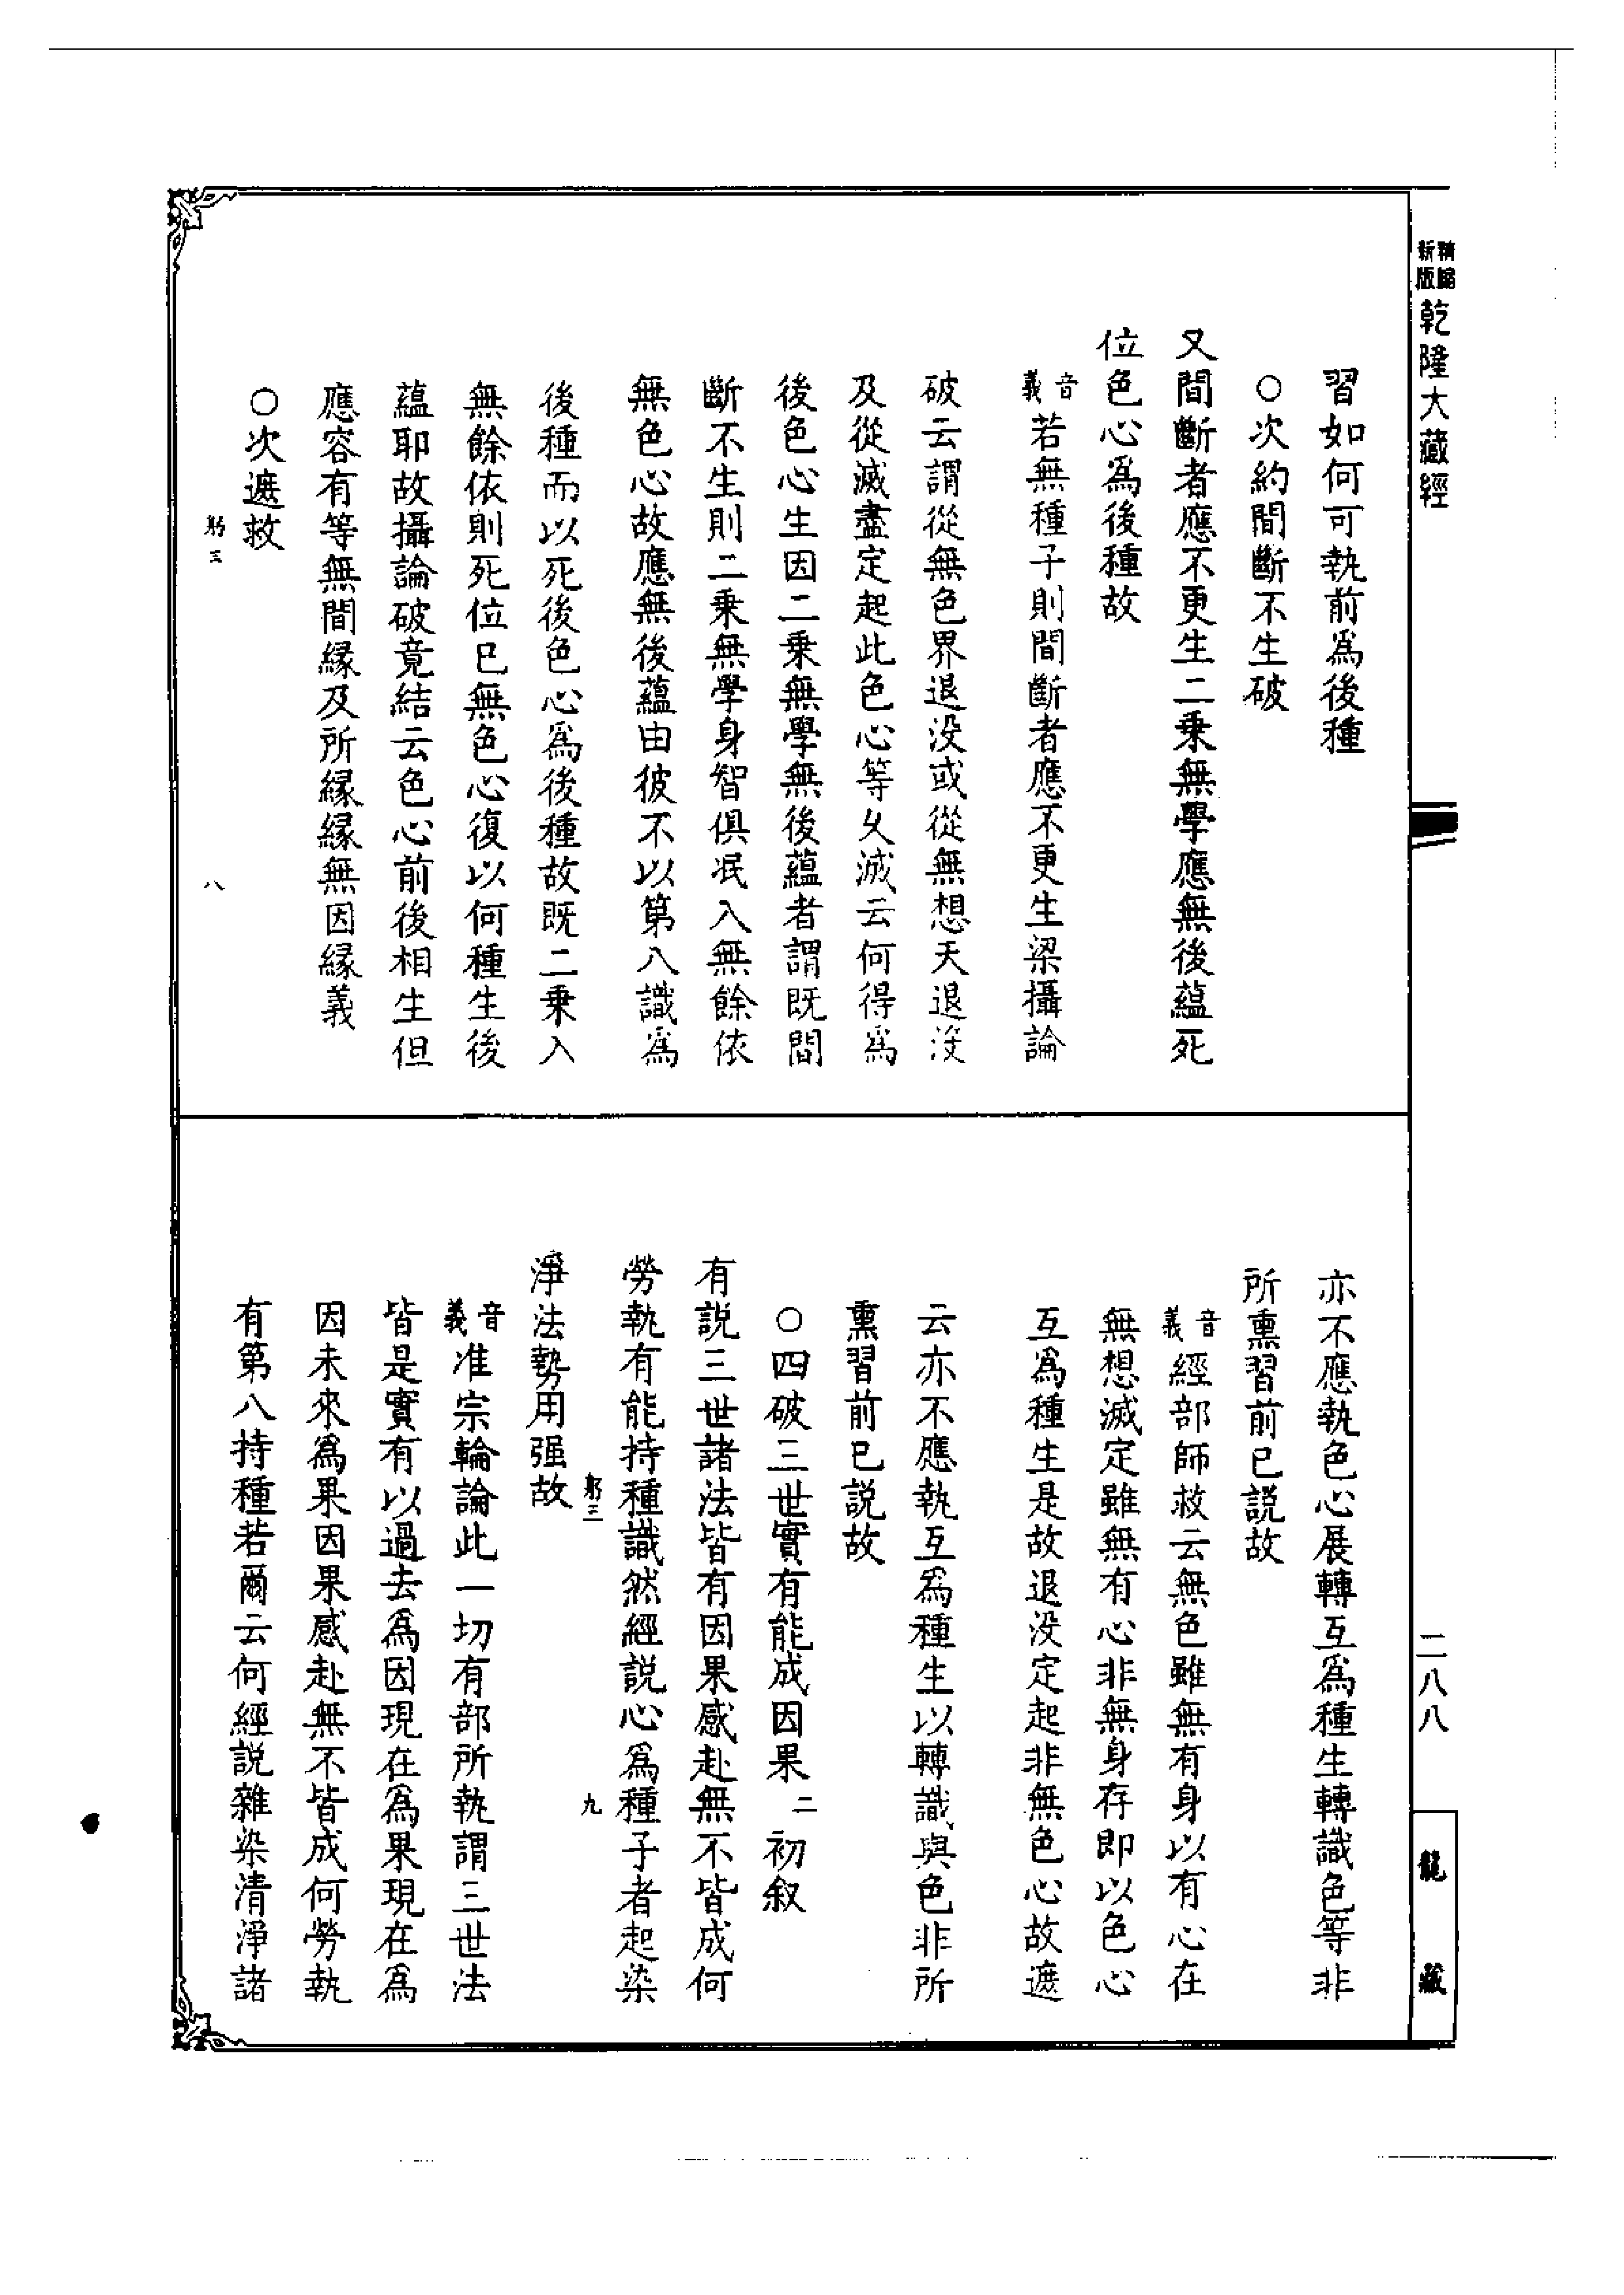 精縮新版乾隆大藏經
習如何可執前爲後種
○次約間斷不生破
又間斷者應不更生二乗無學應無後蘊死
位色心爲後種故
音義若無種子則間斷者應不更生梁攝論
破云謂從無色界退没或從無想天退没
及從滅盡定起此色心等乆滅云何得爲
後色心生因二乗無學無後蘊者謂旣間
斷不生則二乗無學身智俱泯入無餘依
無色心故應無後蘊由彼不以第八識爲
後種而以死後色心爲後種故旣二乗入
無餘依則死位已無色心復以何種生後
蘊耶故攝論破竟結云色心前後相生但
應容有等無間緣及所緣緣無因緣義
八
○次遮救
亦不應執色心展轉互爲種生轉識色等非
所熏習前已說故
音義經部師救云無色雖無有身以有心在
無想滅定雖無有心非無身存即以色心
互爲種生是故退没定起非無色心故遮
云亦不應執互爲種生以轉識與色非所
熏習前已說故
○四破三世實有能成因果二初叙
有說三世諸法皆有因果感赴無不皆成何
勞執有能持種識然經說心爲種子者起染
九
淨法勢用强故
音義准宗輪論此一切有部所執謂三世法
皆是實有以過去爲因現在爲果現在爲
因未來爲果因果感赴無不皆成何勞執
有第八持種若爾云何經說雜染清淨諸
二八八
龍藏